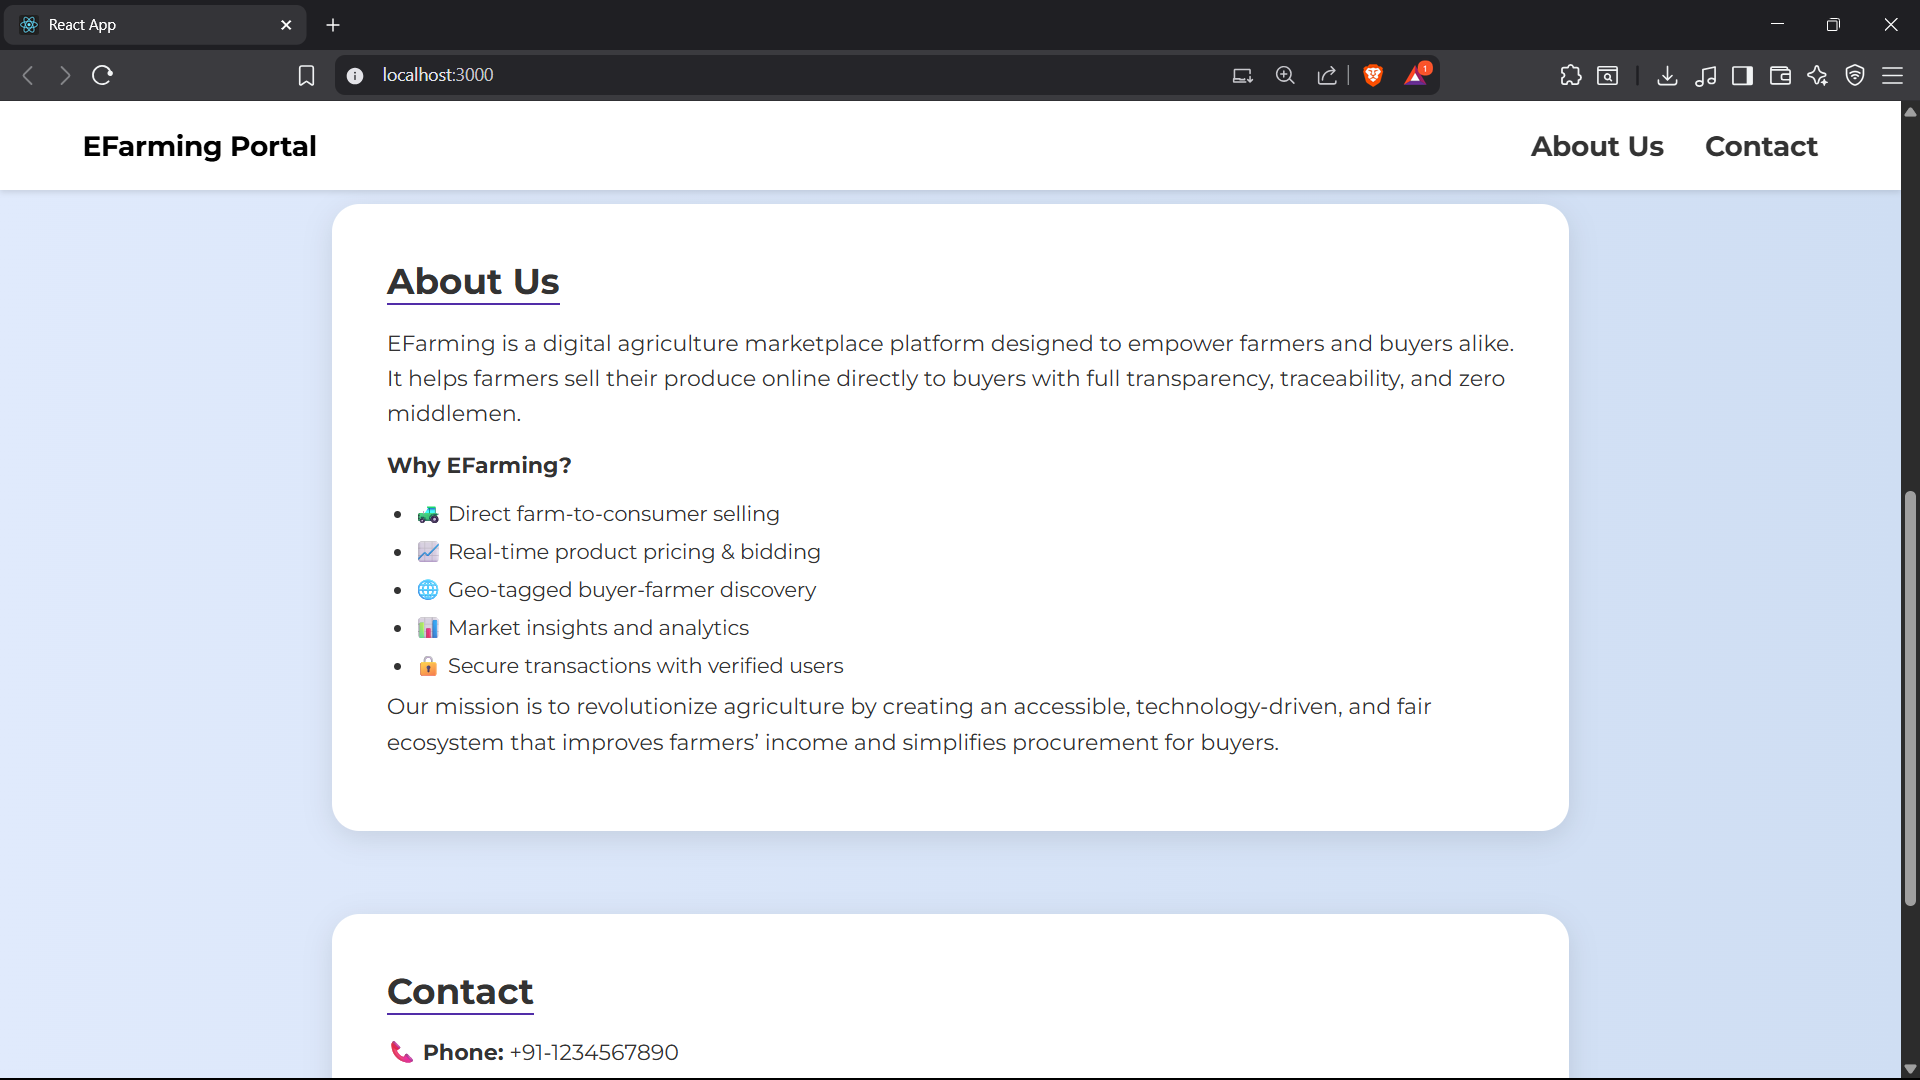 React App
localhost:3000
1
EFarming Portal
About Us
Contact
About Us
EFarming is a digital agriculture marketplace platform designed to empower farmers and buyers alike.
It helps farmers sell their produce online directly to buyers with full transparency, traceability, and zero
middlemen.
Why EFarming?
• 🚜 Direct farm-to-consumer selling
• 📈 Real-time product pricing & bidding
• 🌐 Geo-tagged buyer-farmer discovery
• 📊 Market insights and analytics
• 🔒 Secure transactions with verified users
Our mission is to revolutionize agriculture by creating an accessible, technology-driven, and fair
ecosystem that improves farmers’ income and simplifies procurement for buyers.
Contact
📞 Phone: +91-1234567890